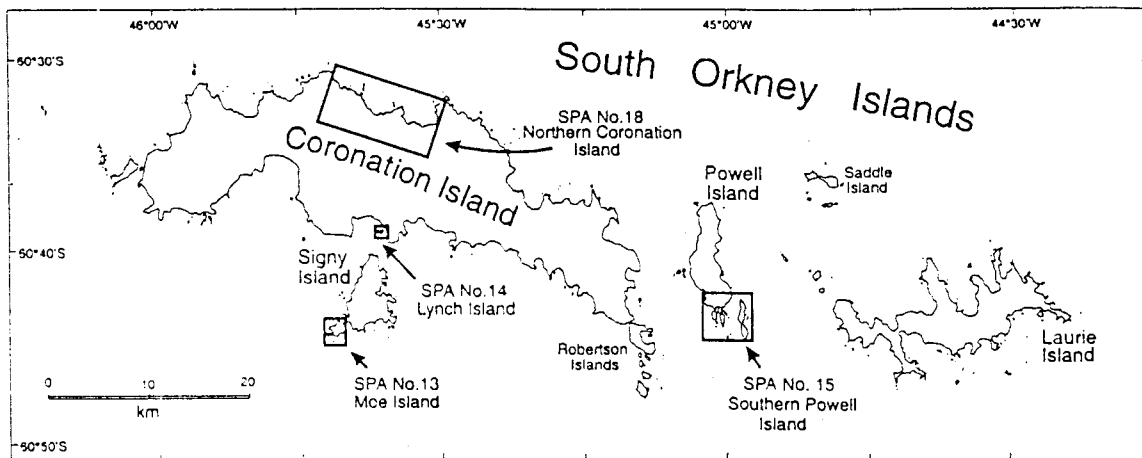 46°00'W
45°30'W
45°00'W
44°30'W
60°30'S
South Orkney Islands
SPA No.18
Northern Coronation
Island
Coronation Island
Powell
Island
Saddle
Island
60°40'S
Signy
Island
SPA No.14
Lynch Island
Robertson
Islands
Laurie
Island
SPA No.13
Mce Island
SPA No. 15
Southern Powell
Island
0 10 20
km
60°50'S